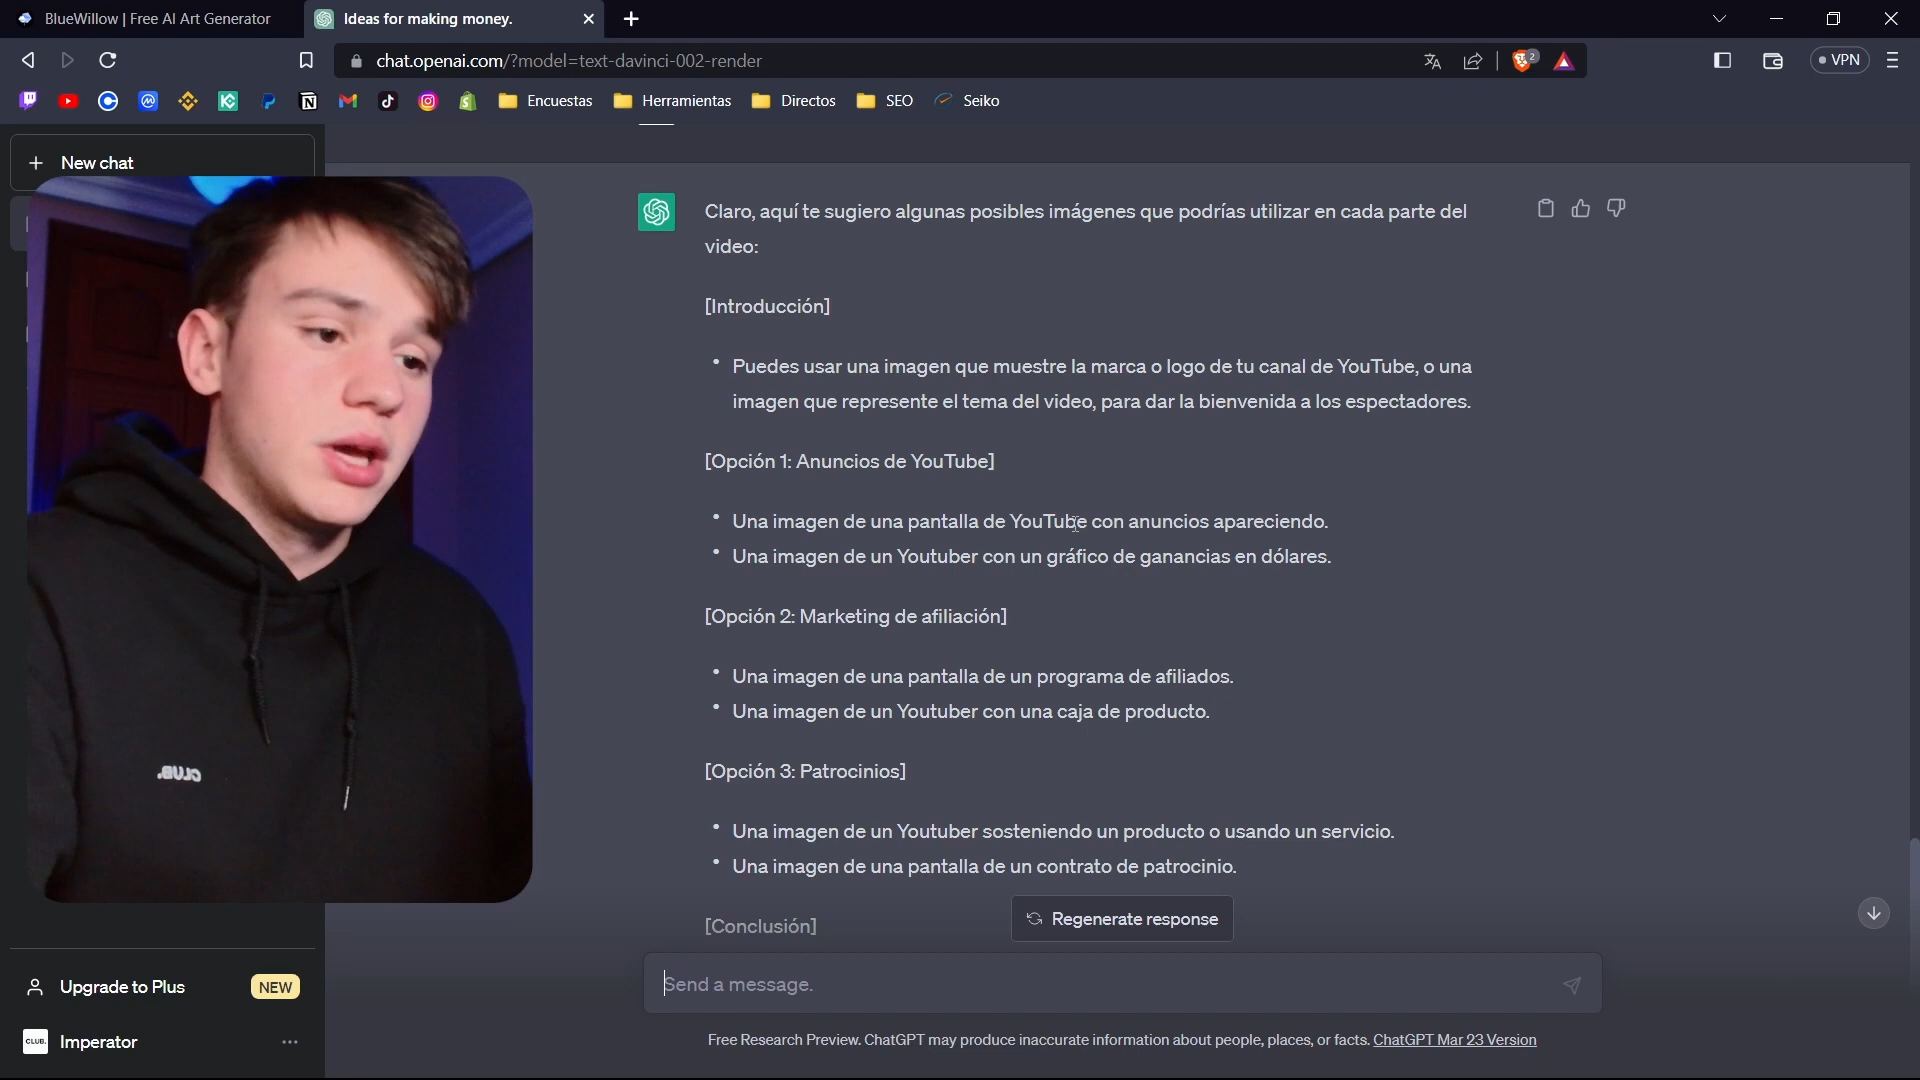 BlueWillow | Free AI Art Generator
Ideas for making money.
chat.openai.com/?model=text-davinci-002-render
2
VPN
Encuestas
Herramientas
Directos
SEO
Seiko
New chat
Claro, aquí te sugiero algunas posibles imágenes que podrías utilizar en cada parte del
video:
[Introducción]
• Puedes usar una imagen que muestre la marca o logo de tu canal de YouTube, o una
imagen que represente el tema del video, para dar la bienvenida a los espectadores.
[Opción 1: Anuncios de YouTube]
• Una imagen de una pantalla de YouTube con anuncios apareciendo.
• Una imagen de un Youtuber con un gráfico de ganancias en dólares.
[Opción 2: Marketing de afiliación]
• Una imagen de una pantalla de un programa de afiliados.
• Una imagen de un Youtuber con una caja de producto.
[Opción 3: Patrocinios]
• Una imagen de un Youtuber sosteniendo un producto o usando un servicio.
• Una imagen de una pantalla de un contrato de patrocinio.
[Conclusión]
Regenerate response
Send a message.
Free Research Preview. ChatGPT may produce inaccurate information about people, places, or facts. ChatGPT Mar 23 Version
CLUB.
Upgrade to Plus
NEW
CLUB.
Imperator